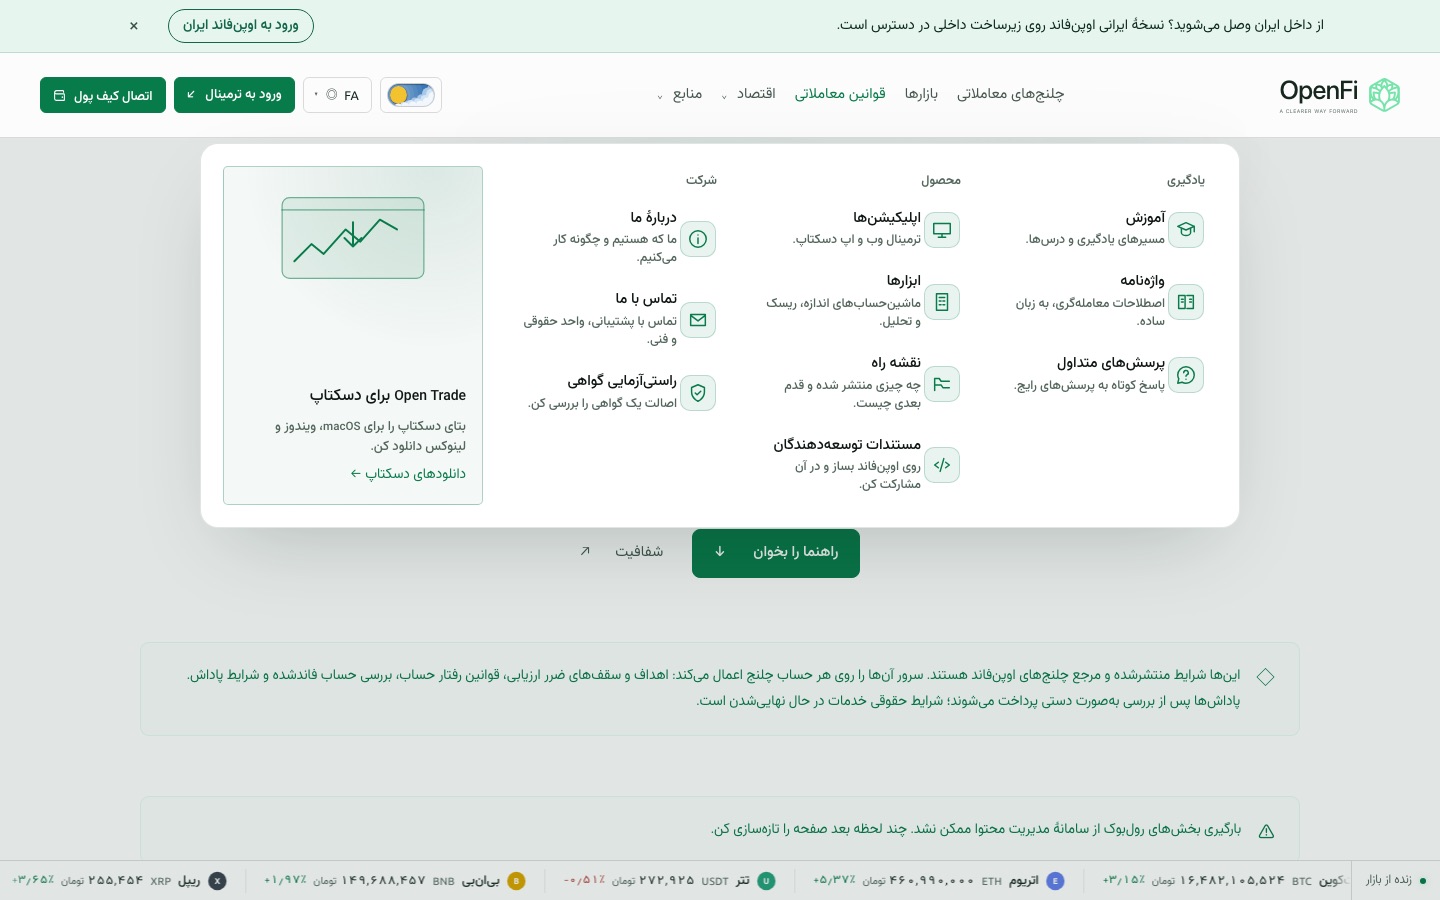 از داخل ایران وصل می‌شوید؟ نسخهٔ ایرانی اوپن‌فاند روی زیرساخت داخلی در دسترس است.
ورود به اوپن‌فاند ایران
OpenFi
A CLEARER WAY FORWARD
چلنج‌های معاملاتی
بازارها
قوانین معاملاتی
اقتصاد
منابع
FA
ورود به ترمینال
اتصال کیف پول
یادگیری
آموزش
مسیرهای یادگیری و درس‌ها.
واژه‌نامه
اصطلاحات معامله‌گری، به زبان
ساده.
پرسش‌های متداول
پاسخ کوتاه به پرسش‌های رایج.
محصول
اپلیکیشن‌ها
ترمینال وب و اپ دسکتاپ.
ابزارها
ماشین‌حساب‌های اندازه، ریسک
و تحلیل.
نقشه راه
چه چیزی منتشر شده و قدم
بعدی چیست.
مستندات توسعه‌دهندگان
روی اوپن‌فاند بساز و در آن
مشارکت کن.
شرکت
دربارهٔ ما
ما که هستیم و چگونه کار
می‌کنیم.
تماس با ما
تماس با پشتیبانی، واحد حقوقی
و فنی.
راستی‌آزمایی گواهی
اصالت یک گواهی را بررسی کن.
Open Trade برای دسکتاپ
بتای دسکتاپ را برای macOS، ویندوز و
لینوکس دانلود کن.
دانلودهای دسکتاپ ←
راهنما را بخوان ↓
شفافیت ↗
این‌ها شرایط منتشرشده و مرجع چلنج‌های اوپن‌فاند هستند. سرور آن‌ها را روی هر حساب چلنج اعمال می‌کند: اهداف و سقف‌های ضرر ارزیابی، قوانین رفتار حساب، بررسی حساب فاندشده و شرایط پاداش.
پاداش‌ها پس از بررسی به‌صورت دستی پرداخت می‌شوند؛ شرایط حقوقی خدمات در حال نهایی‌شدن است.
بارگیری بخش‌های رول‌بوک از سامانهٔ مدیریت محتوا ممکن نشد. چند لحظه بعد صفحه را تازه‌سازی کن.
زنده از بازار
BTC ۱۶,۴۸۲,۱۰۵,۵۲۴ تومان +۳٫۱۵٪
E اتریوم ETH ۴۶۰,۹۹۰,۰۰۰ تومان +۵٫۳۷٪
U تتر USDT ۲۷۲,۹۲۵ تومان -۰٫۵۱٪
B بی‌ان‌بی BNB ۱۴۹,۶۸۸,۴۵۷ تومان +۱٫۹۷٪
X ریپل XRP ۲۵۵,۴۵۴ تومان +۳٫۶۵٪